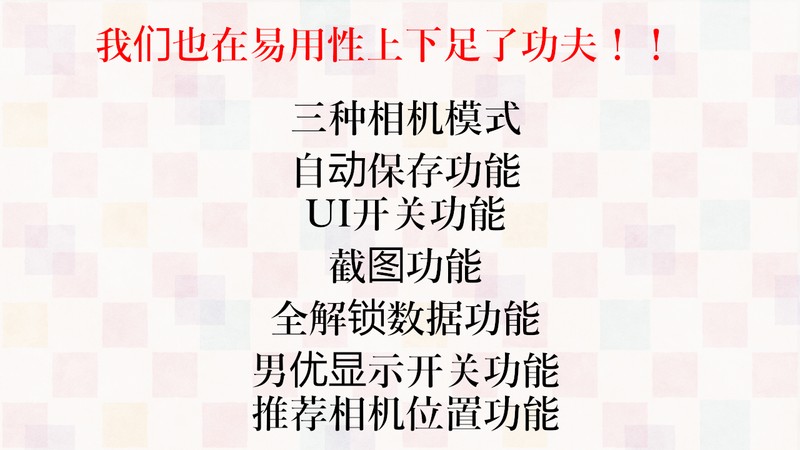 我们也在易用性上下足了功夫！！
三种相机模式
自动保存功能
UI开关功能
截图功能
全解锁数据功能
男优显示开关功能
推荐相机位置功能